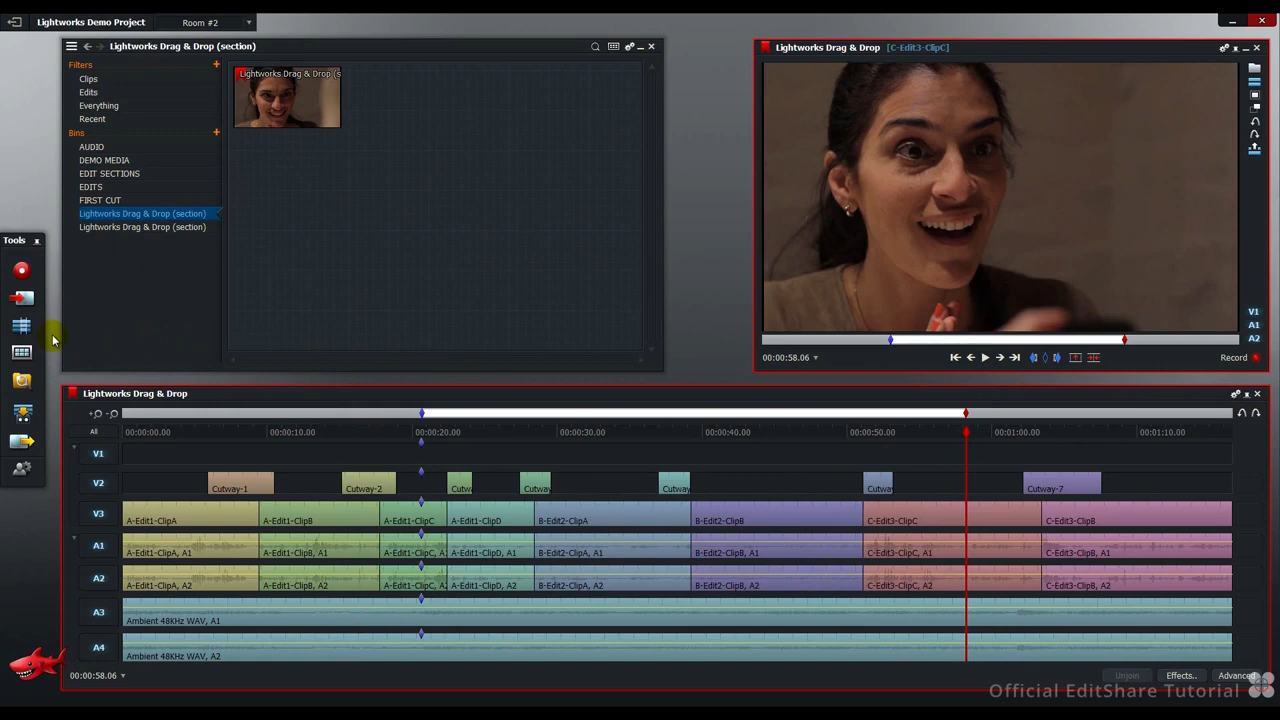 Lightworks Demo Project
Room #2
Lightworks Drag & Drop (section)
Filters
Clips
Edits
Everything
Recent
Bins
AUDIO
DEMO MEDIA
EDIT SECTIONS
EDITS
FIRST CUT
Lightworks Drag & Drop (section)
Lightworks Drag & Drop (section)
Lightworks Drag & Drop (s
Tools
Lightworks Drag & Drop [C-Edit3-ClipC]
V1
A1
A2
00:00:58.06
Record
Lightworks Drag & Drop
All
00:00:00.00 00:00:10.00 00:00:20.00 00:00:30.00 00:00:40.00 00:00:50.00 00:01:00.00 00:01:10.00
V1
V2 Cutway-1 Cutway-2 Cutwa Cutway Cutway Cutway Cutway-7
V3 A-Edit1-ClipA A-Edit1-ClipB A-Edit1-ClipC A-Edit1-ClipD B-Edit2-ClipA B-Edit2-ClipB C-Edit3-ClipC C-Edit3-ClipB
A1 A-Edit1-ClipA, A1 A-Edit1-ClipB, A1 A-Edit1-ClipC, A1 A-Edit1-ClipD, A1 B-Edit2-ClipA, A1 B-Edit2-ClipB, A1 C-Edit3-ClipC, A1 C-Edit3-ClipB, A1
A2 A-Edit1-ClipA, A2 A-Edit1-ClipB, A2 A-Edit1-ClipC, A2 A-Edit1-ClipD, A2 B-Edit2-ClipA, A2 B-Edit2-ClipB, A2 C-Edit3-ClipC, A2 C-Edit3-ClipB, A2
A3 Ambient 48KHz WAV, A1
A4 Ambient 48KHz WAV, A2
00:00:58.06
Unjoin Effects.. Advanced
Official EditShare Tutorial